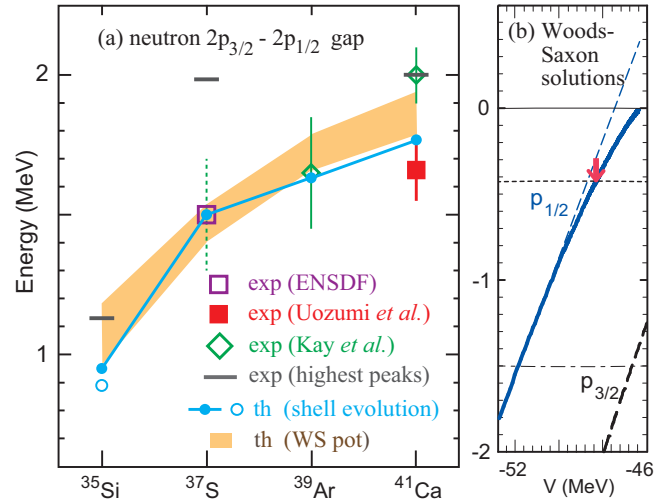 (a) neutron 2p3/2 - 2p1/2 gap
2
1
Energy (MeV)
exp (ENSDF)
exp (Uozumi et al.)
exp (Kay et al.)
exp (highest peaks)
th (shell evolution)
th (WS pot)
35Si
37S
39Ar
41Ca
(b) Woods-
Saxon
solutions
0
-1
-2
p1/2
p3/2
-52
-48
-46
V (MeV)